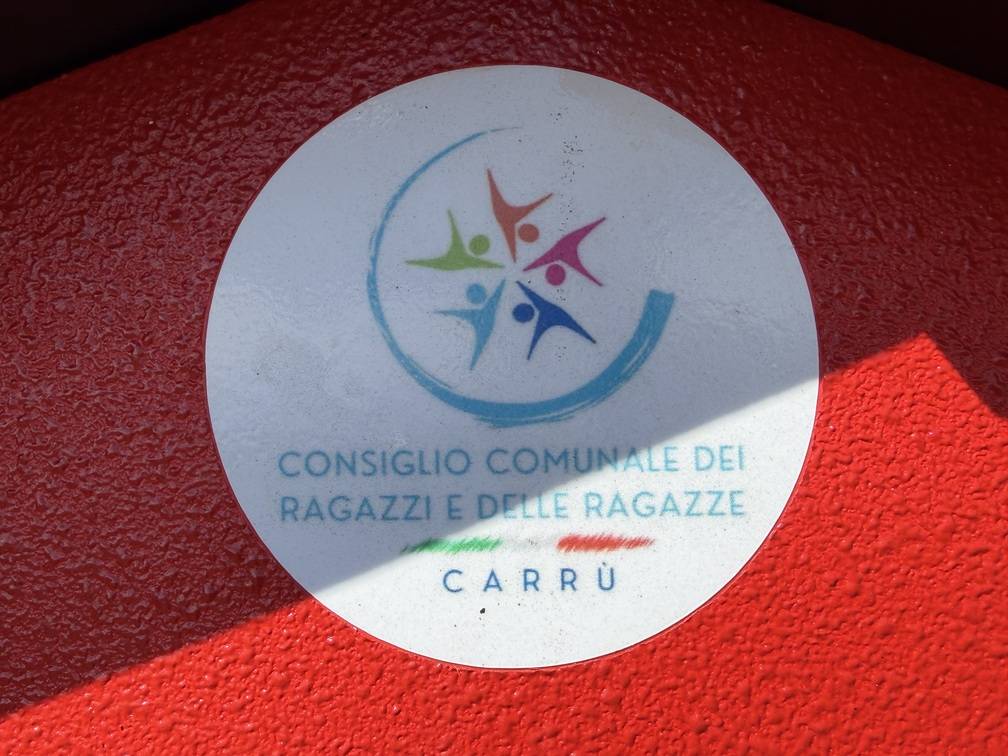 CONSIGLIO COMUNALE DEI
RAGAZZI E DELLE RAGAZZE
CARRÙ